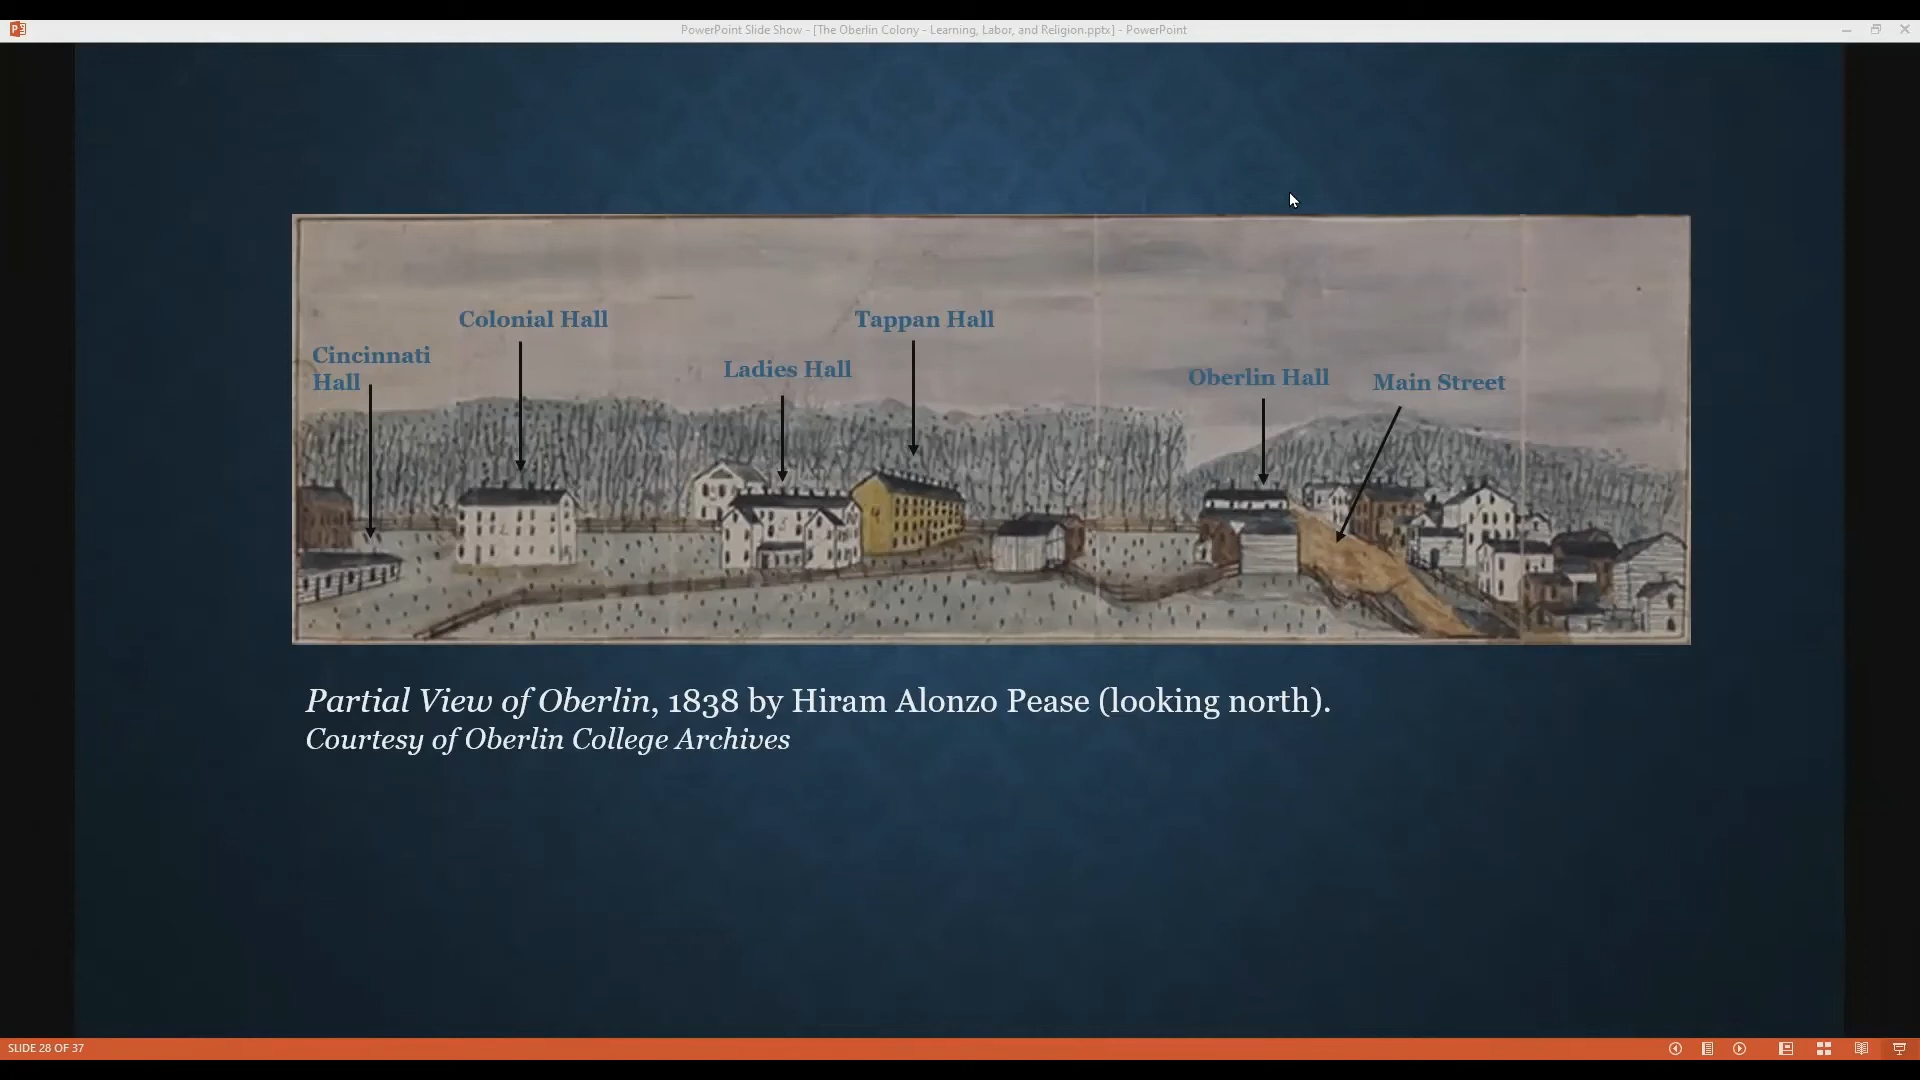 PowerPoint Slide Show - [The Oberlin Colony - Learning, Labor, and Religion.pptx] - PowerPoint
Colonial Hall
Tappan Hall
Cincinnati
Hall
Ladies Hall
Oberlin Hall
Main Street
Partial View of Oberlin, 1838 by Hiram Alonzo Pease (looking north).
Courtesy of Oberlin College Archives
SLIDE 28 OF 37